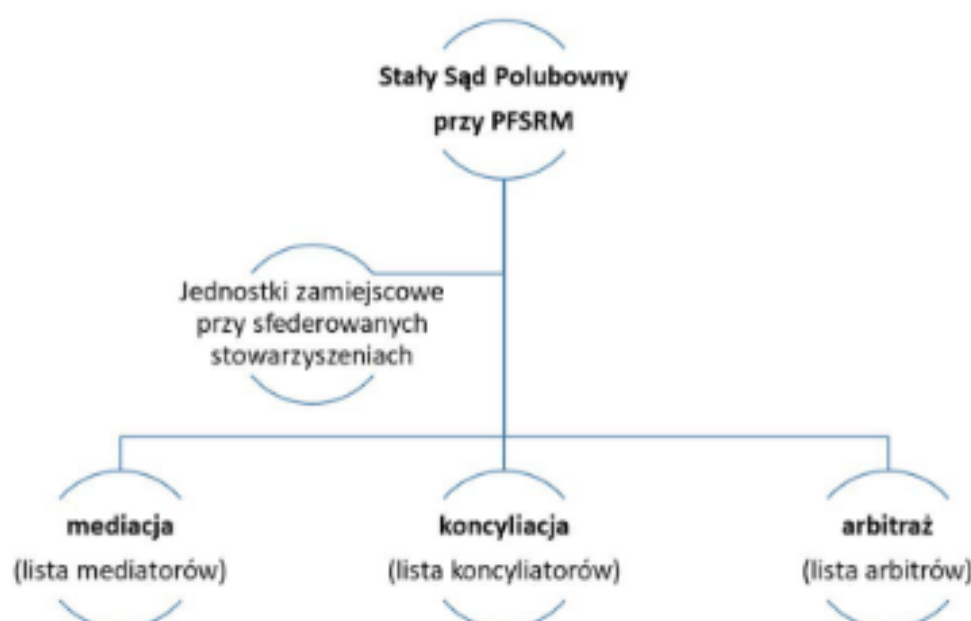 Stały Sąd Polubowny
przy PFSRM
Jednostki zamiejscowe
przy sfederowanych
stowarzyszeniach
mediacja
(lista mediatorów)
koncyliacja
(lista koncyliatorów)
arbitraż
(lista arbitrów)